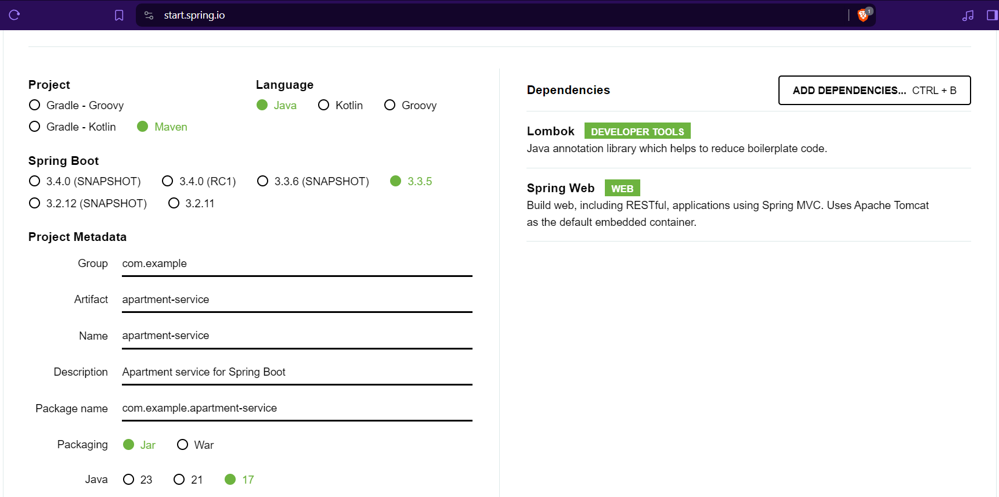 start.spring.io
1
Project
Gradle - Groovy
Gradle - Kotlin Maven
Language
Java Kotlin Groovy
Spring Boot
3.4.0 (SNAPSHOT) 3.4.0 (RC1) 3.3.6 (SNAPSHOT) 3.3.5
3.2.12 (SNAPSHOT) 3.2.11
Project Metadata
Group com.example
Artifact apartment-service
Name apartment-service
Description Apartment service for Spring Boot
Package name com.example.apartment-service
Packaging Jar War
Java 23 21 17
Dependencies ADD DEPENDENCIES... CTRL + B
Lombok DEVELOPER TOOLS
Java annotation library which helps to reduce boilerplate code.
Spring Web WEB
Build web, including RESTful, applications using Spring MVC. Uses Apache Tomcat
as the default embedded container.